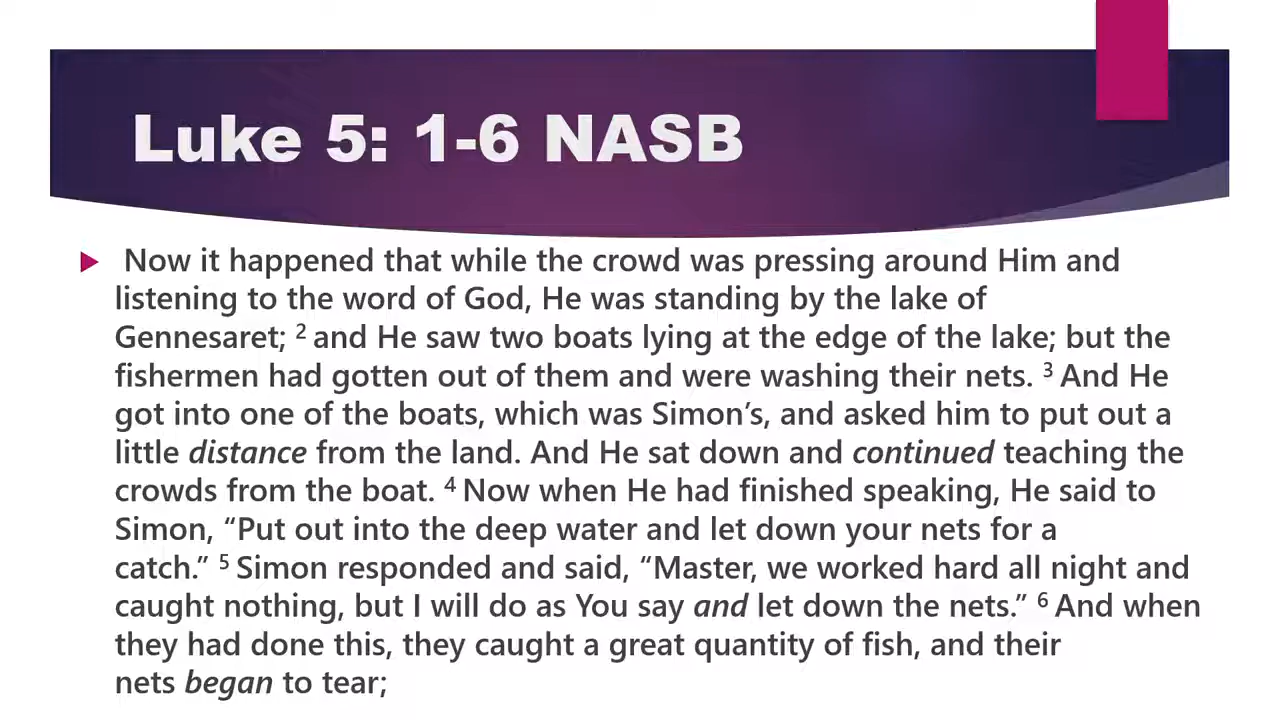 Luke 5: 1-6 NASB
Now it happened that while the crowd was pressing around Him and
listening to the word of God, He was standing by the lake of
Gennesaret; 2 and He saw two boats lying at the edge of the lake; but the
fishermen had gotten out of them and were washing their nets. 3 And He
got into one of the boats, which was Simon’s, and asked him to put out a
little distance from the land. And He sat down and continued teaching the
crowds from the boat. 4 Now when He had finished speaking, He said to
Simon, “Put out into the deep water and let down your nets for a
catch.” 5 Simon responded and said, “Master, we worked hard all night and
caught nothing, but I will do as You say and let down the nets.” 6 And when
they had done this, they caught a great quantity of fish, and their
nets began to tear;